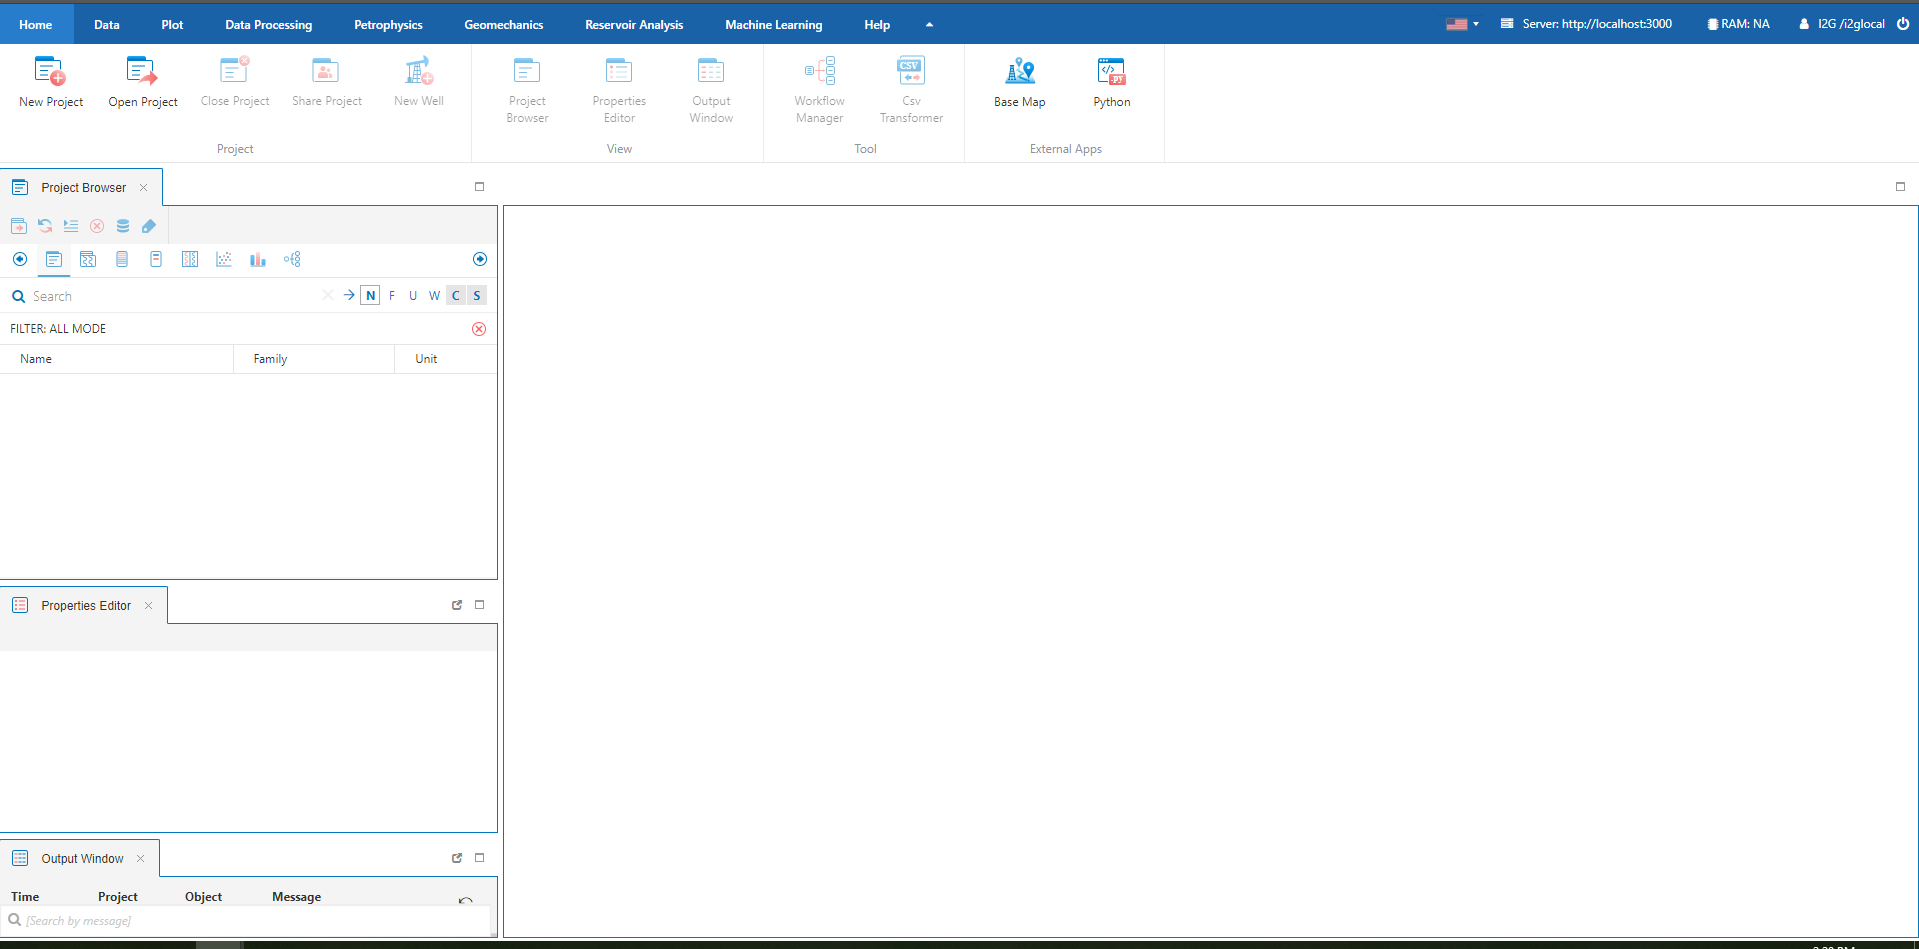 Home Data Plot Data Processing Petrophysics Geomechanics Reservoir Analysis Machine Learning Help Server: http://localhost:3000 RAM: NA I2G /i2glocal
New Project Open Project Close Project Share Project New Well
Project
Project Browser Properties Editor Output Window
View
Workflow Manager CSV Csv Transformer
Tool
Base Map PY Python
External Apps
Project Browser
Search N F U W C S
FILTER: ALL MODE
Name Family Unit
Properties Editor
Output Window
Time Project Object Message
[Search by message]